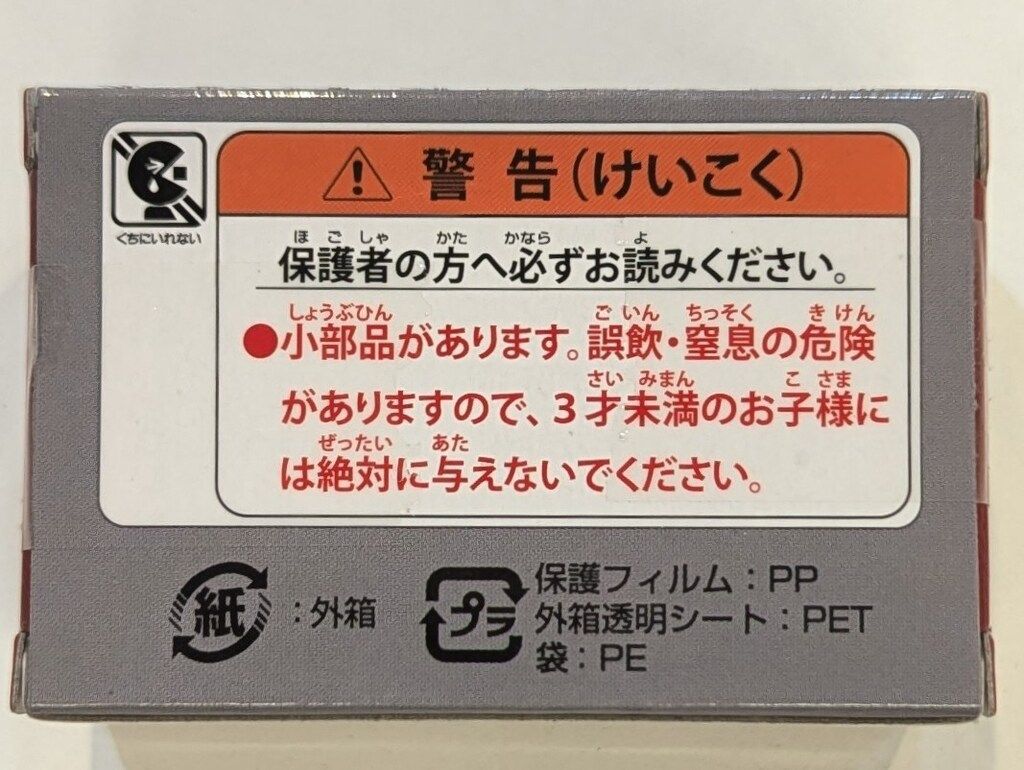 くちにいれない
警告(けいこく)
ほごしゃ かた かなら よ
保護者の方へ必ずお読みください。
しょうぶひん ごいん ちっそく きけん
●小部品があります。誤飲・窒息の危険
さい みまん こ さま
がありますので、3才未満のお子様に
ぜったい あた
は絶対に与えないでください。
紙:外箱
プラ 保護フィルム:PP
外箱透明シート:PET
袋:PE